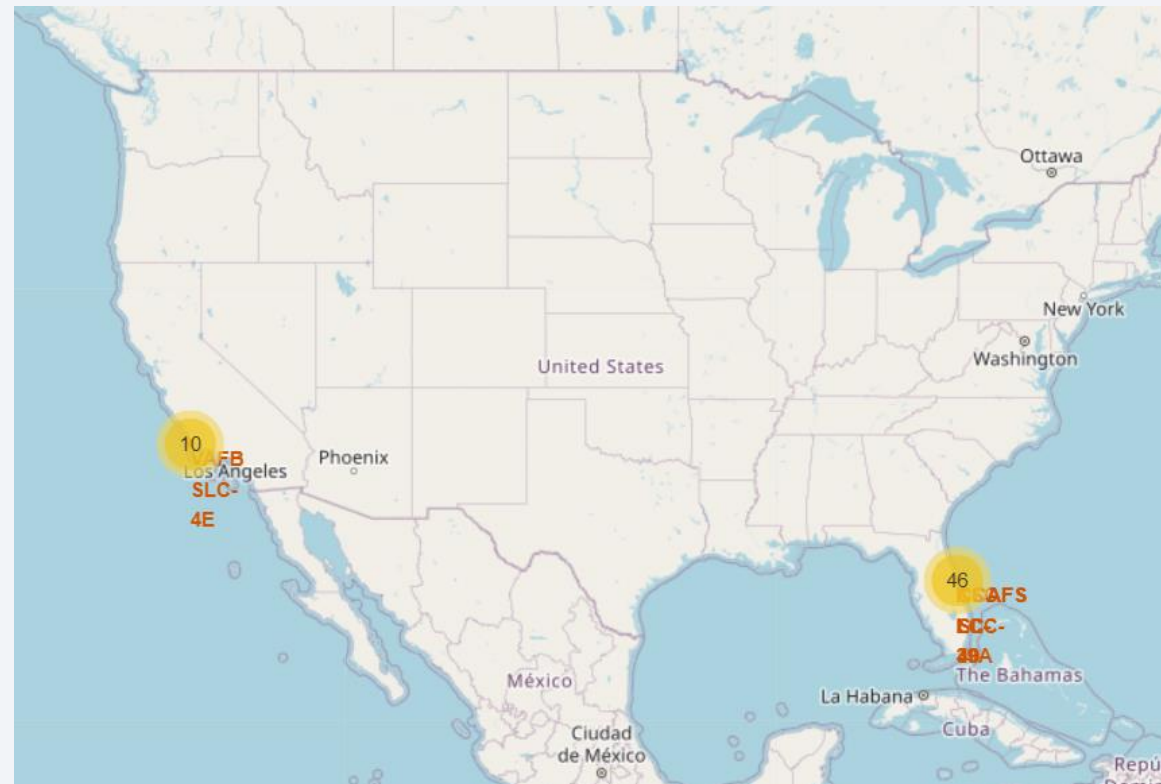 Ottawa
New York
Washington
United States
10
VAFB
Los Angeles
Phoenix
SLC-
4E
46
The Bahamas
México
La Habana
Cuba
Ciudad
de México